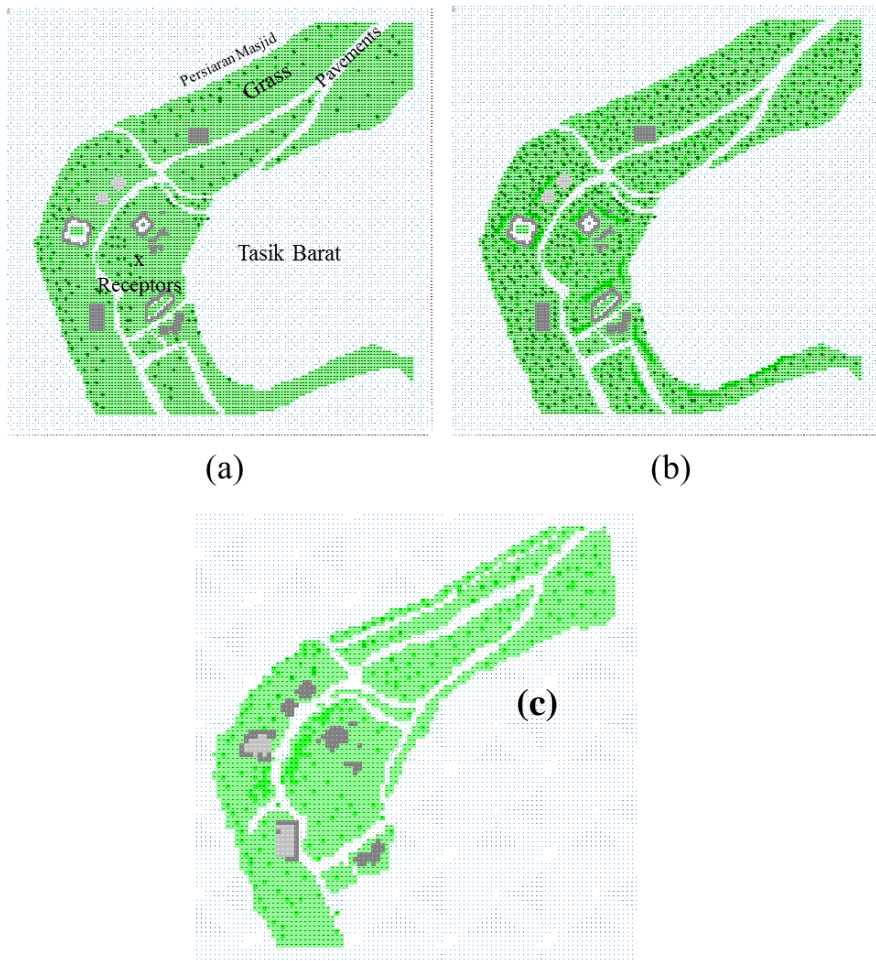 Persiaran Masjid
Grass
Pavements
Tasik Barat
x
Receptors
(a)
(b)
(c)